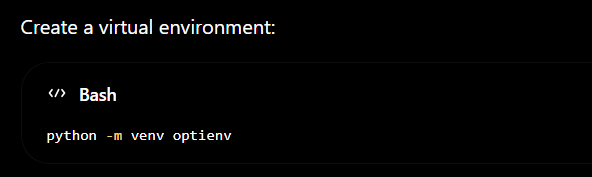 Create a virtual environment:
</> Bash
python -m venv optienv